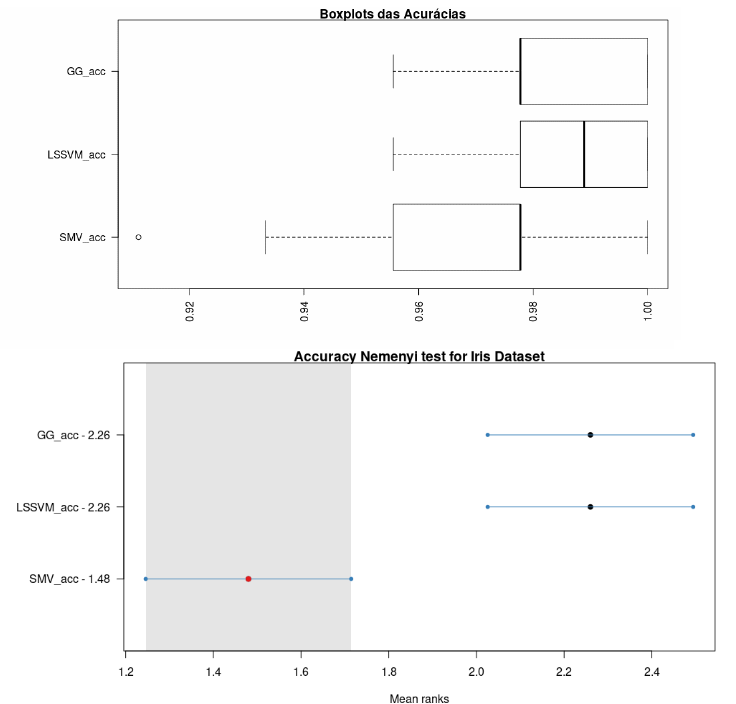 Boxplots das Acurácias
GG_acc
LSSVM_acc
SMV_acc
0.92
0.94
0.96
0.98
1.00
Accuracy Nemenyi test for Iris Dataset
GG_acc - 2.26
LSSVM_acc - 2.26
SMV_acc - 1.48
1.2
1.4
1.6
1.8
2.0
2.2
2.4
Mean ranks